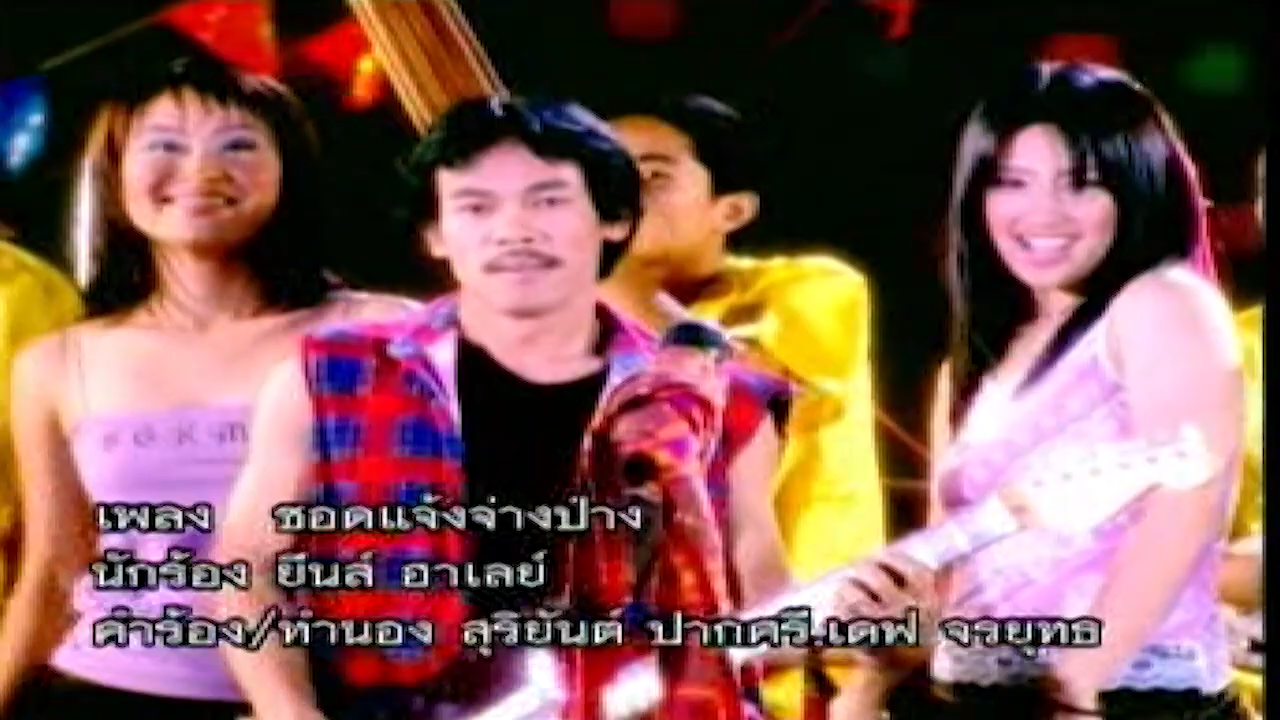 เพลง ซอดแจ้งจ่างป่าง
นักร้อง ยีนส์ ฮาเลย์
คำร้อง/ทำนอง สุริยันต์ ปากศรี.เดฟ จรยุทธ